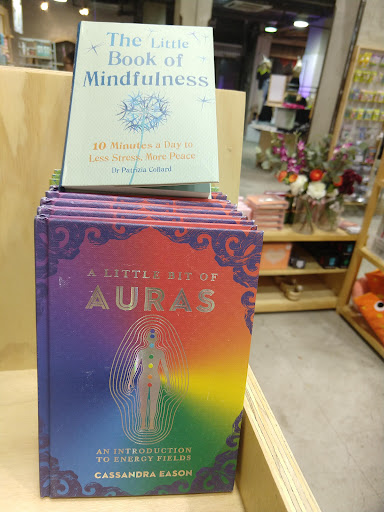 The Little
Book of
Mindfulness
10 Minutes a Day to
Less Stress, More Peace
Dr Patrizia Collard
A LITTLE BIT OF
AURAS
AN INTRODUCTION
TO ENERGY FIELDS
CASSANDRA EASON